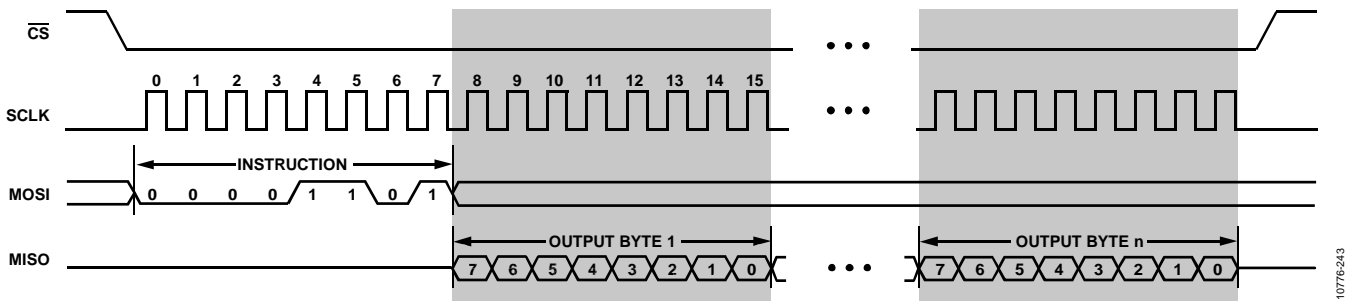 CS
0 1 2 3 4 5 6 7 8 9 10 11 12 13 14 15
SCLK
INSTRUCTION
MOSI 0 0 0 0 1 1 0 1
OUTPUT BYTE 1 OUTPUT BYTE n
MISO 7 6 5 4 3 2 1 0 7 6 5 4 3 2 1 0
10776-243